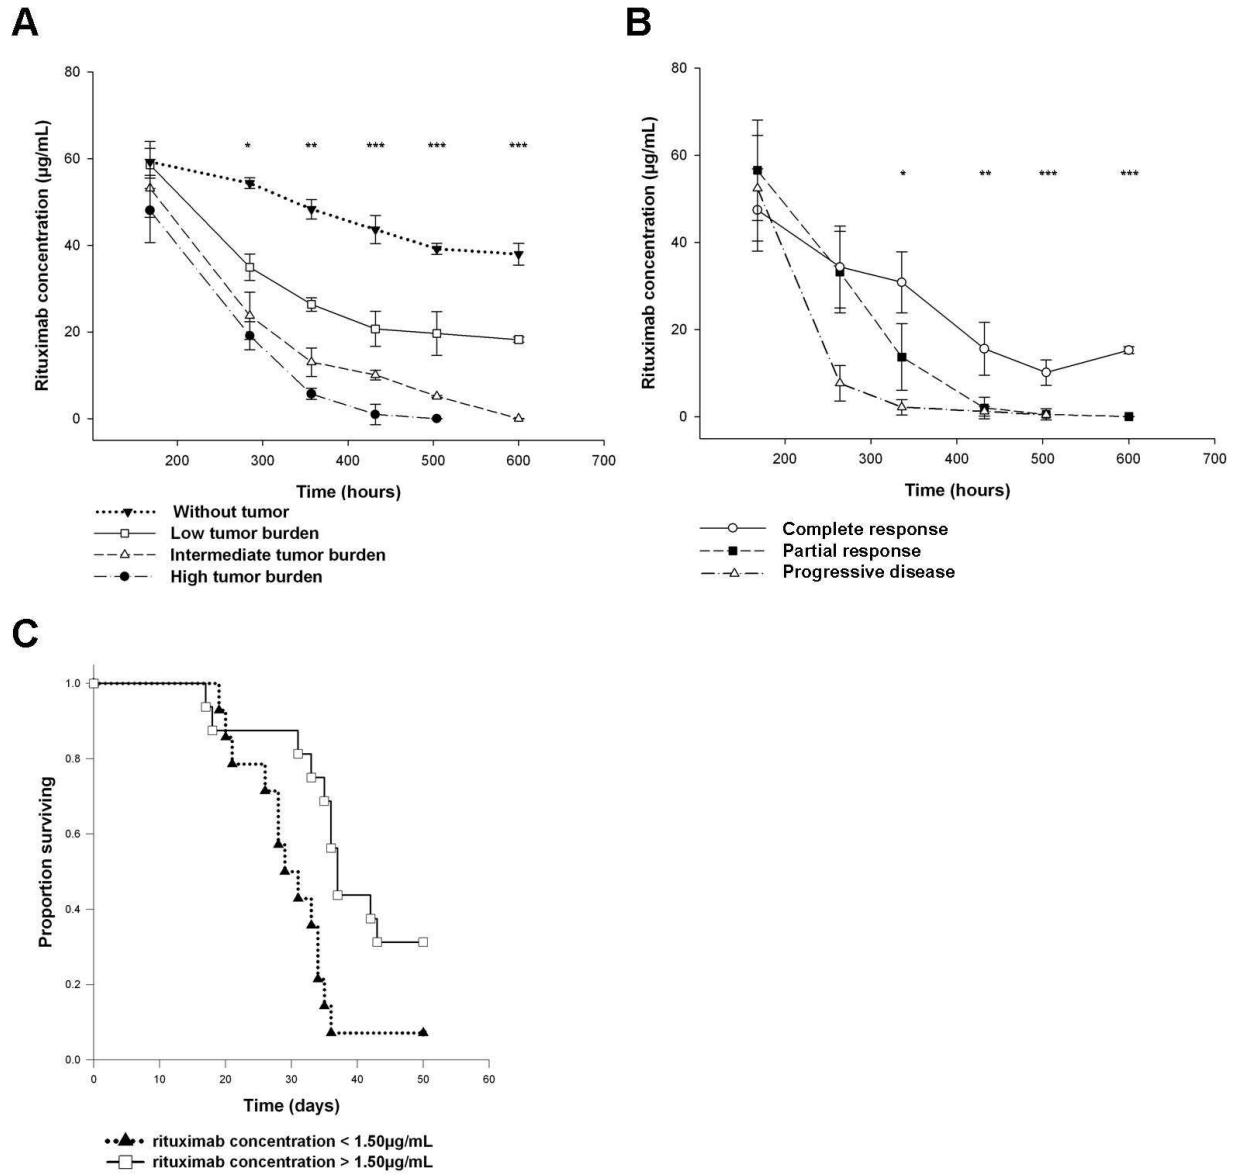 A
Rituximab concentration (µg/mL)
80
60
40
20
0
* ** *** *** ***
200 300 400 500 600 700
Time (hours)
Without tumor
Low tumor burden
Intermediate tumor burden
High tumor burden
B
Rituximab concentration (µg/mL)
80
60
40
20
0
* ** *** ***
200 300 400 500 600 700
Time (hours)
Complete response
Partial response
Progressive disease
C
Proportion surviving
1.0
0.8
0.6
0.4
0.2
0.0
0 10 20 30 40 50 60
Time (days)
rituximab concentration < 1.50µg/mL
rituximab concentration > 1.50µg/mL